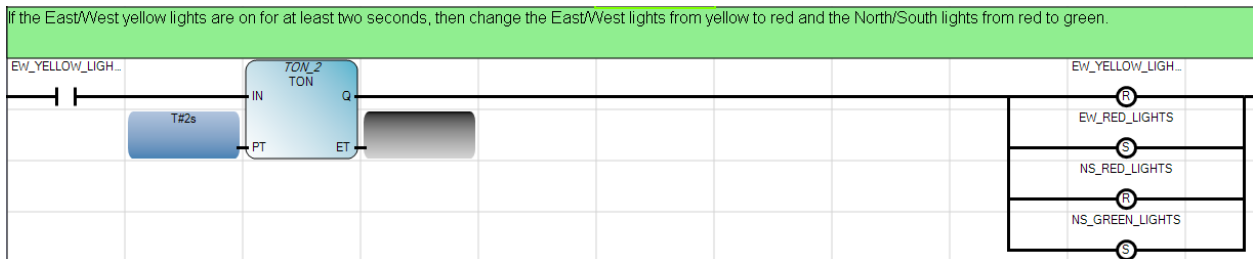 If the East/West yellow lights are on for at least two seconds, then change the East/West lights from yellow to red and the North/South lights from red to green.
EW_YELLOW_LIGH...
TON_2
TON
EW_YELLOW_LIGH...
IN
Q
R
T#2s
EW_RED_LIGHTS
PT
ET
S
NS_RED_LIGHTS
R
NS_GREEN_LIGHTS
S